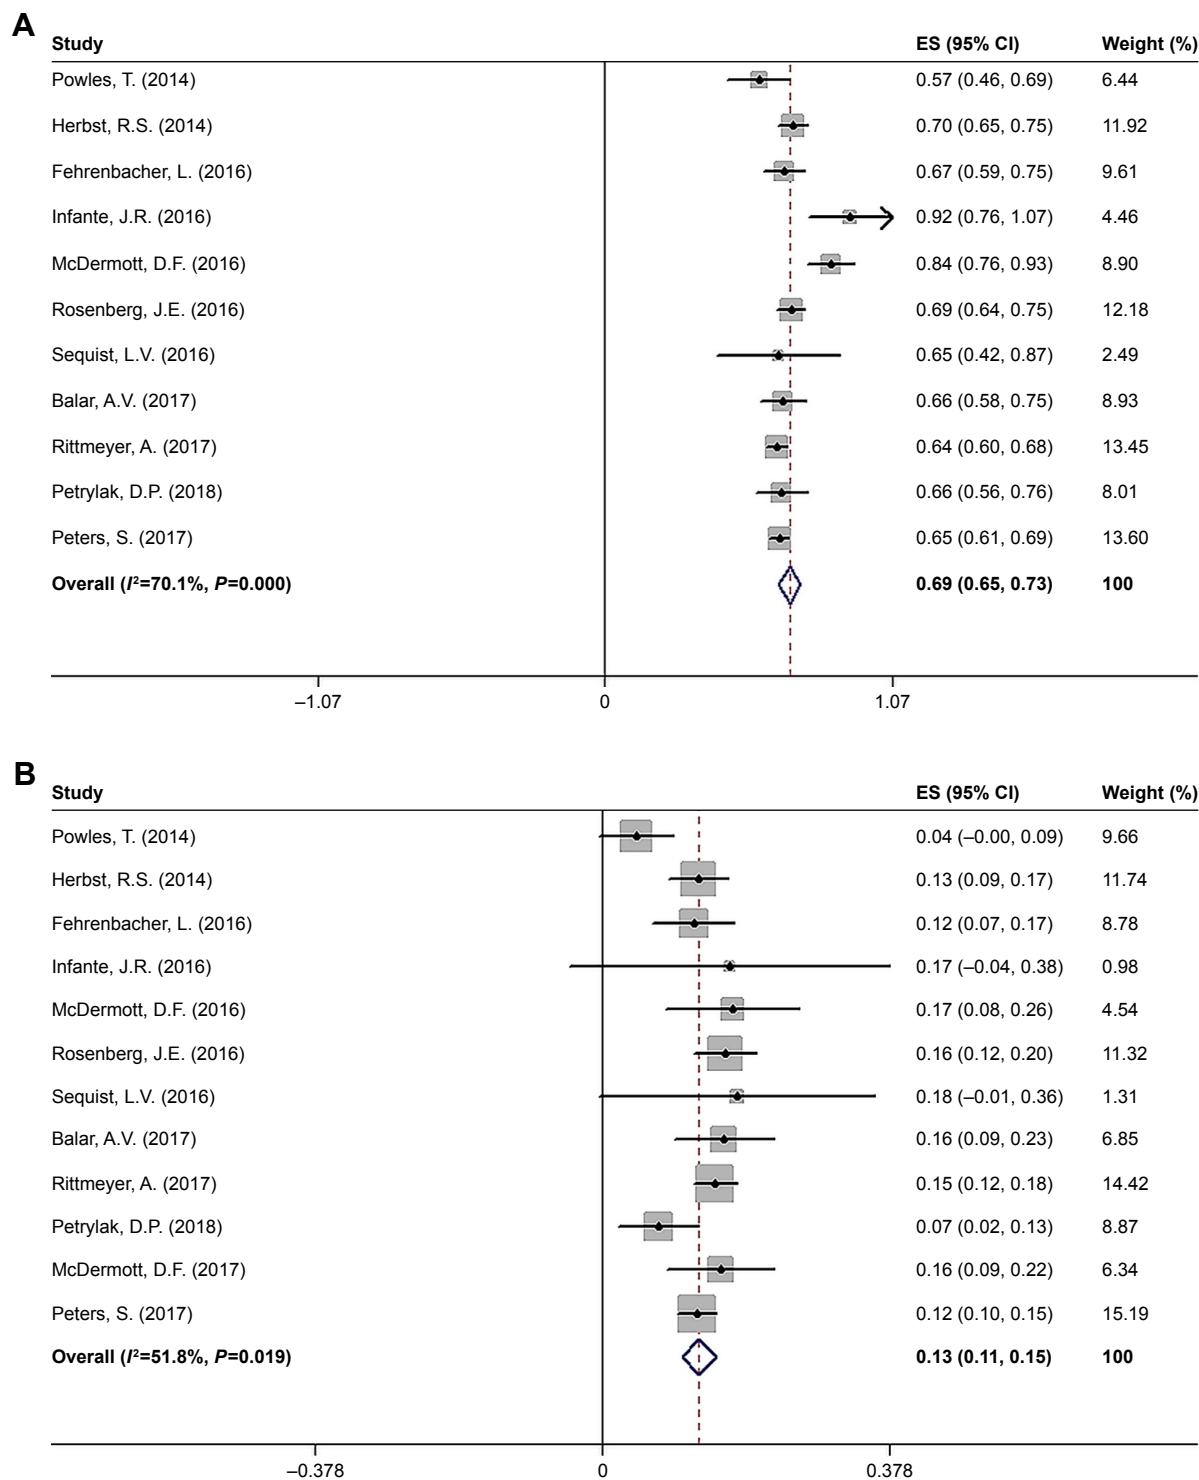 A
Study ES (95% CI) Weight (%)
Powles, T. (2014) 0.57 (0.46, 0.69) 6.44
Herbst, R.S. (2014) 0.70 (0.65, 0.75) 11.92
Fehrenbacher, L. (2016) 0.67 (0.59, 0.75) 9.61
Infante, J.R. (2016) 0.92 (0.76, 1.07) 4.46
McDermott, D.F. (2016) 0.84 (0.76, 0.93) 8.90
Rosenberg, J.E. (2016) 0.69 (0.64, 0.75) 12.18
Sequist, L.V. (2016) 0.65 (0.42, 0.87) 2.49
Balar, A.V. (2017) 0.66 (0.58, 0.75) 8.93
Rittmeyer, A. (2017) 0.64 (0.60, 0.68) 13.45
Petrylak, D.P. (2018) 0.66 (0.56, 0.76) 8.01
Peters, S. (2017) 0.65 (0.61, 0.69) 13.60
Overall (I²=70.1%, P=0.000) 0.69 (0.65, 0.73) 100
–1.07 0 1.07
B
Study ES (95% CI) Weight (%)
Powles, T. (2014) 0.04 (–0.00, 0.09) 9.66
Herbst, R.S. (2014) 0.13 (0.09, 0.17) 11.74
Fehrenbacher, L. (2016) 0.12 (0.07, 0.17) 8.78
Infante, J.R. (2016) 0.17 (–0.04, 0.38) 0.98
McDermott, D.F. (2016) 0.17 (0.08, 0.26) 4.54
Rosenberg, J.E. (2016) 0.16 (0.12, 0.20) 11.32
Sequist, L.V. (2016) 0.18 (–0.01, 0.36) 1.31
Balar, A.V. (2017) 0.16 (0.09, 0.23) 6.85
Rittmeyer, A. (2017) 0.15 (0.12, 0.18) 14.42
Petrylak, D.P. (2018) 0.07 (0.02, 0.13) 8.87
McDermott, D.F. (2017) 0.16 (0.09, 0.22) 6.34
Peters, S. (2017) 0.12 (0.10, 0.15) 15.19
Overall (I²=51.8%, P=0.019) 0.13 (0.11, 0.15) 100
–0.378 0 0.378